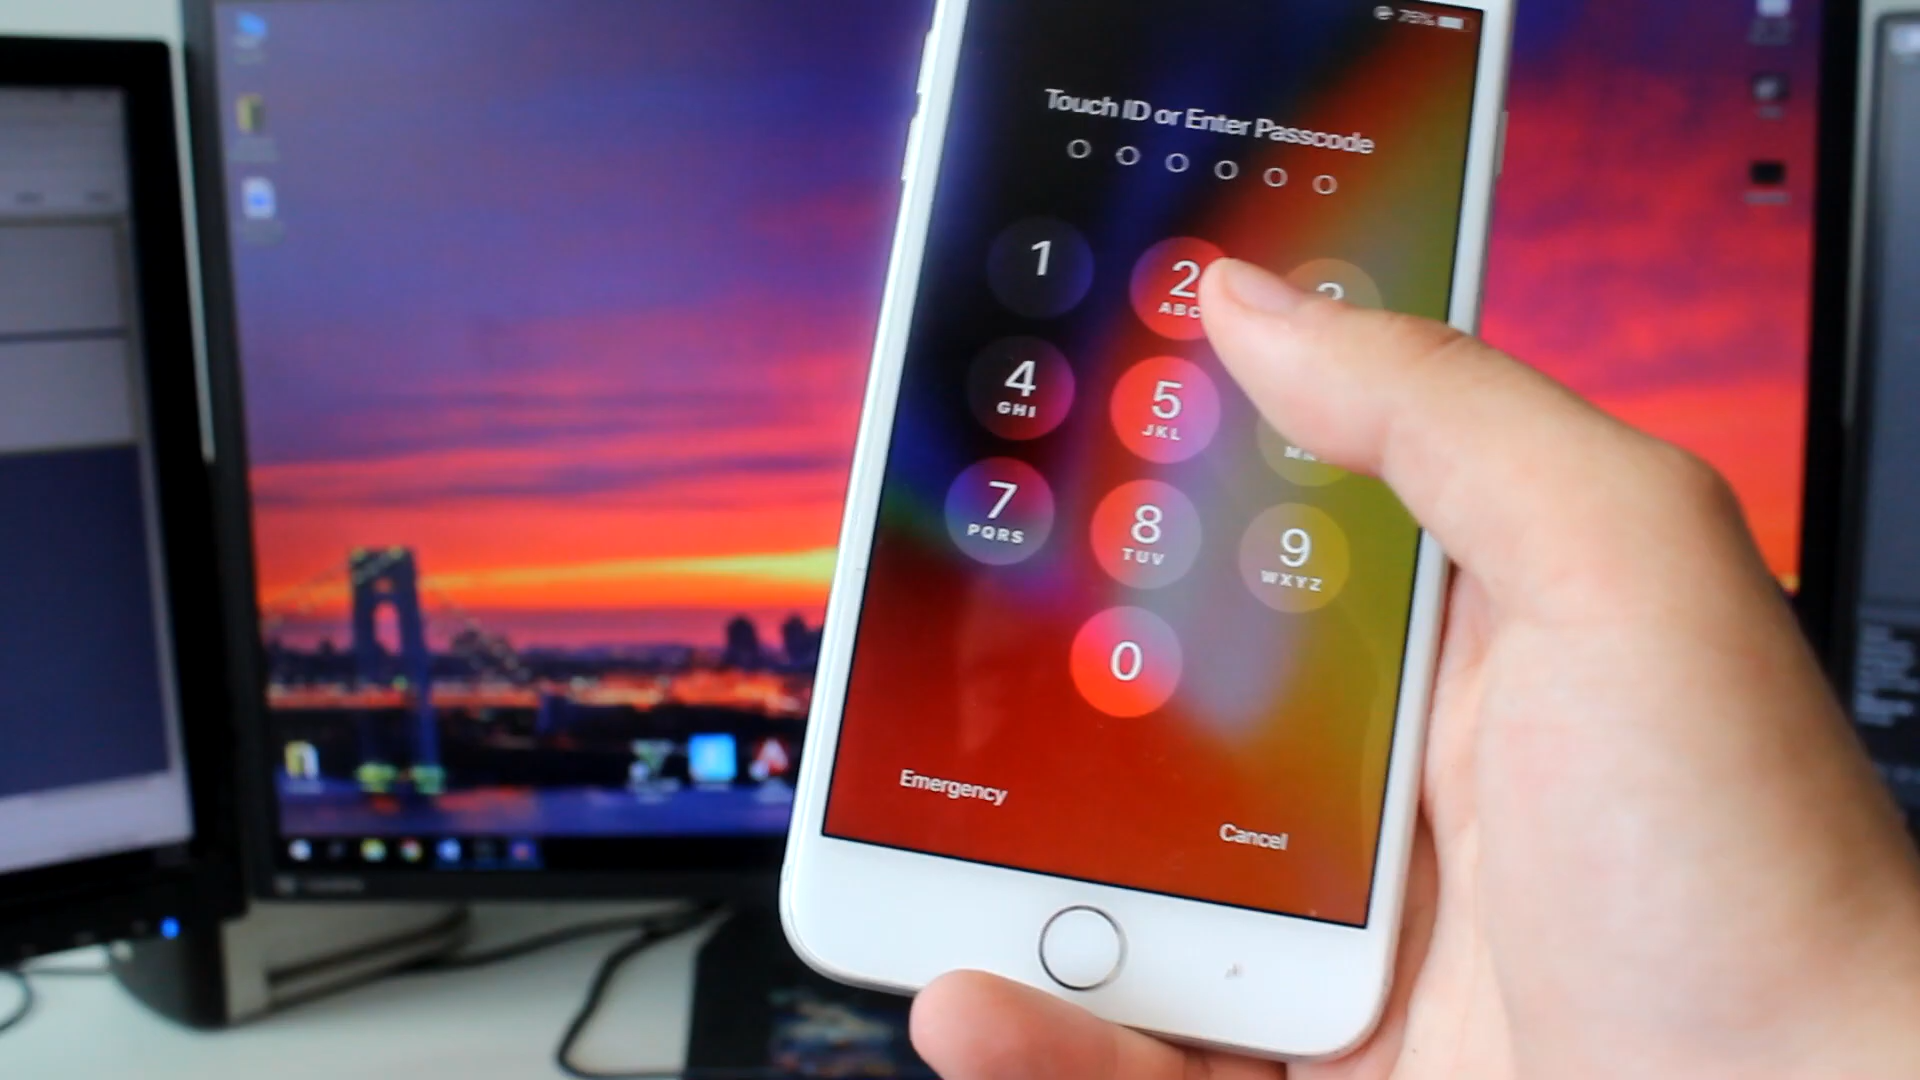 75%
Touch ID or Enter Passcode
1
2
ABC
4
GHI
5
JKL
7
PQRS
8
TUV
9
WXYZ
0
Emergency
Cancel